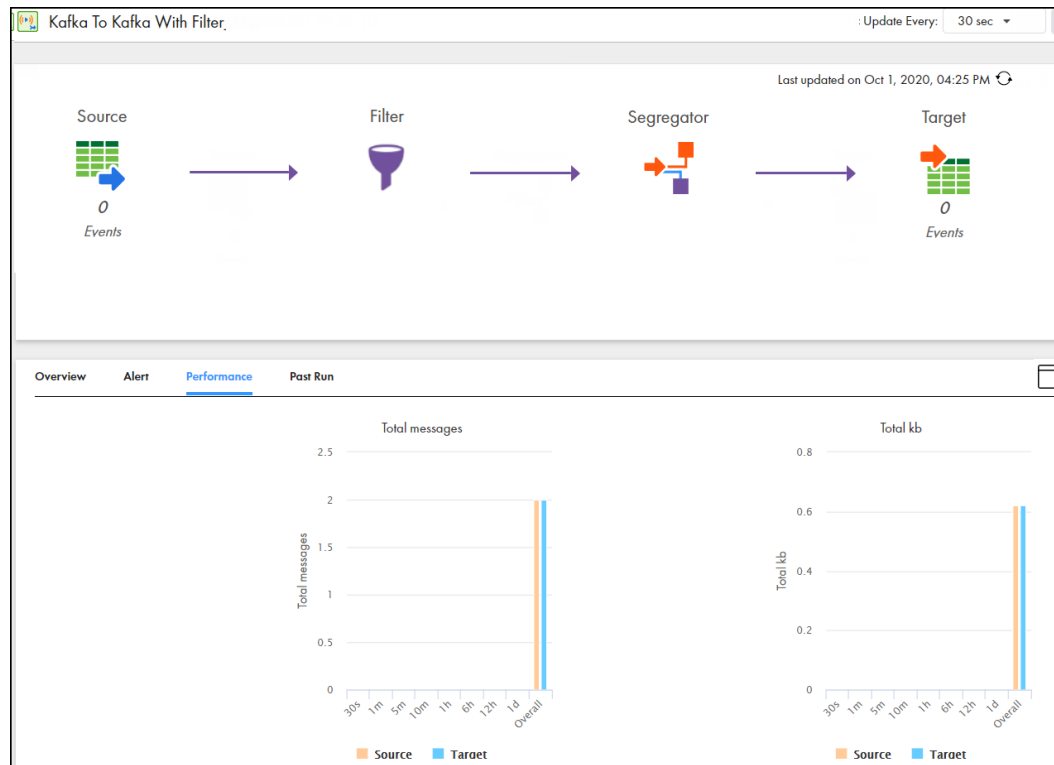 Kafka To Kafka With Filter
: Update Every: 30 sec
Last updated on Oct 1, 2020, 04:25 PM
Source Filter Segregator Target
0 0
Events Events
Overview Alert Performance Past Run
Total messages
2.5
2
1.5
1
0.5
0
Total messages
30s 1m 5m 10m 1h 6h 12h 1d Overall
Source Target
Total kb
0.8
0.6
0.4
0.2
0
Total kb
30s 1m 5m 10m 1h 6h 12h 1d Overall
Source Target